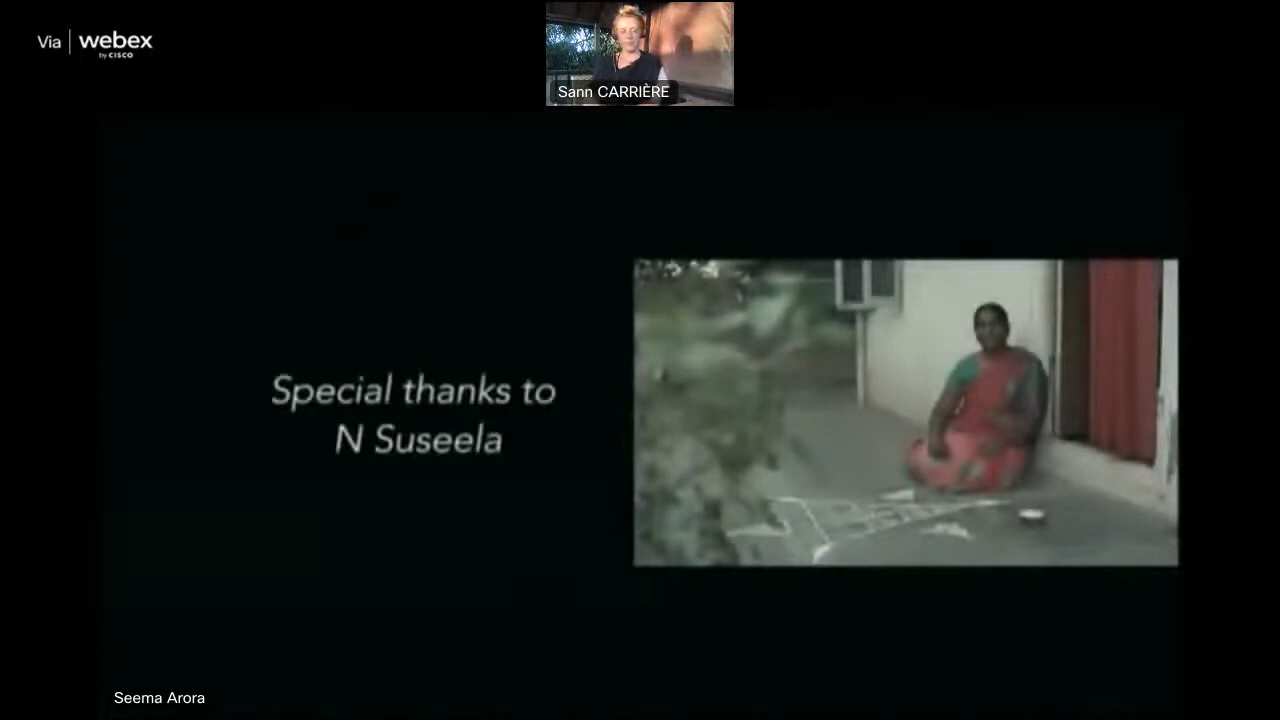 Via | webex
by CISCO
Sann CARRIÈRE
Special thanks to
N Suseela
Seema Arora